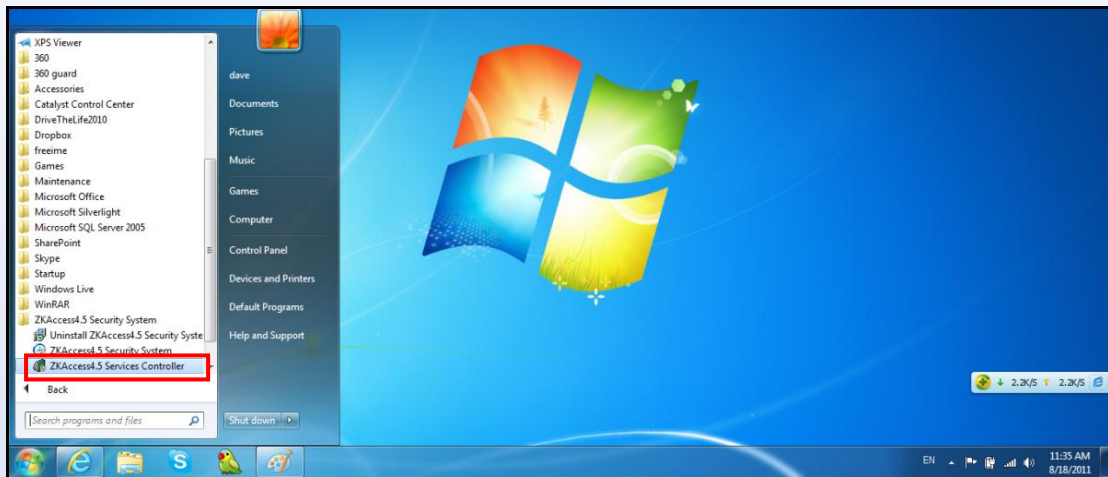 XPS Viewer
360
360 guard
Accessories
Catalyst Control Center
DriveTheLife2010
Dropbox
freeime
Games
Maintenance
Microsoft Office
Microsoft Silverlight
Microsoft SQL Server 2005
SharePoint
Skype
Startup
Windows Live
WinRAR
ZKAccess4.5 Security System
Uninstall ZKAccess4.5 Security Syste
ZKAccess4.5 Security System
ZKAccess4.5 Services Controller
Back
Search programs and files
dave
Documents
Pictures
Music
Games
Computer
Control Panel
Devices and Printers
Default Programs
Help and Support
Shut down
2.2K/S 2.2K/S
EN
11:35 AM
8/18/2011